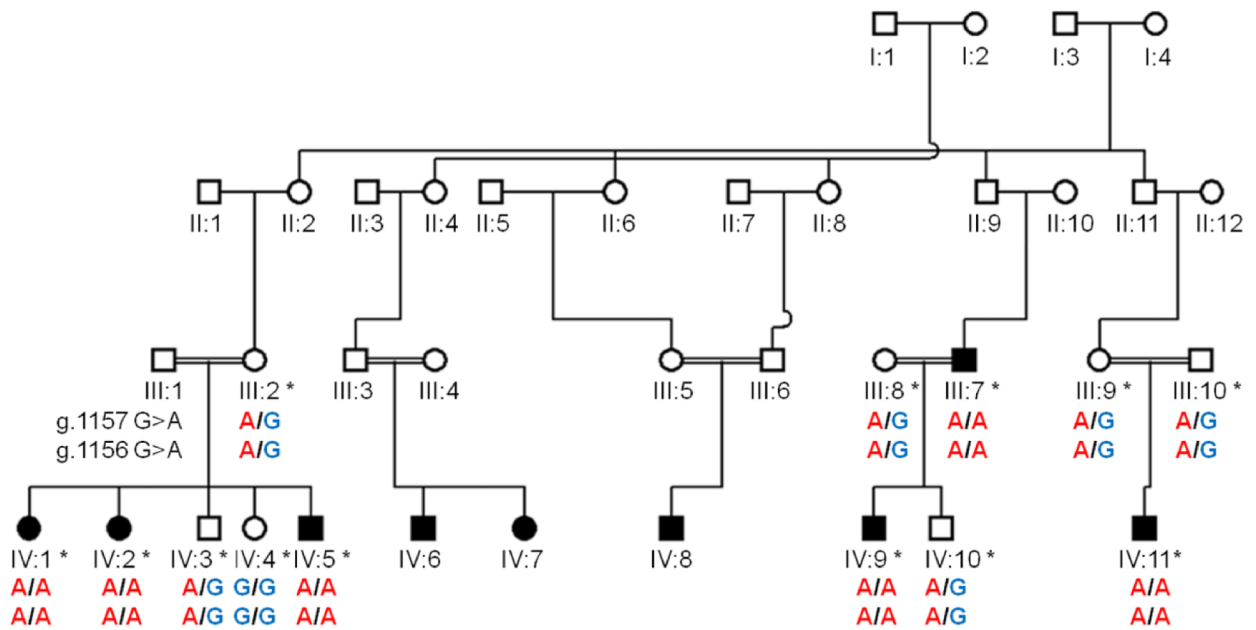 I:1 I:2 I:3 I:4
II:1 II:2 II:3 II:4 II:5 II:6 II:7 II:8 II:9 II:10 II:11 II:12
III:1 III:2 * III:3 III:4 III:5 III:6 III:8 * III:7 * III:9 * III:10 *
g.1157 G>A A/G A/G A/A A/G A/G
g.1156 G>A A/G A/G A/A A/G A/G
IV:1 * IV:2 * IV:3 * IV:4 * IV:5 * IV:6 IV:7 IV:8 IV:9 * IV:10 * IV:11 *
A/A A/A A/G G/G A/A A/A A/G A/A
A/A A/A A/G G/G A/A A/A A/G A/A